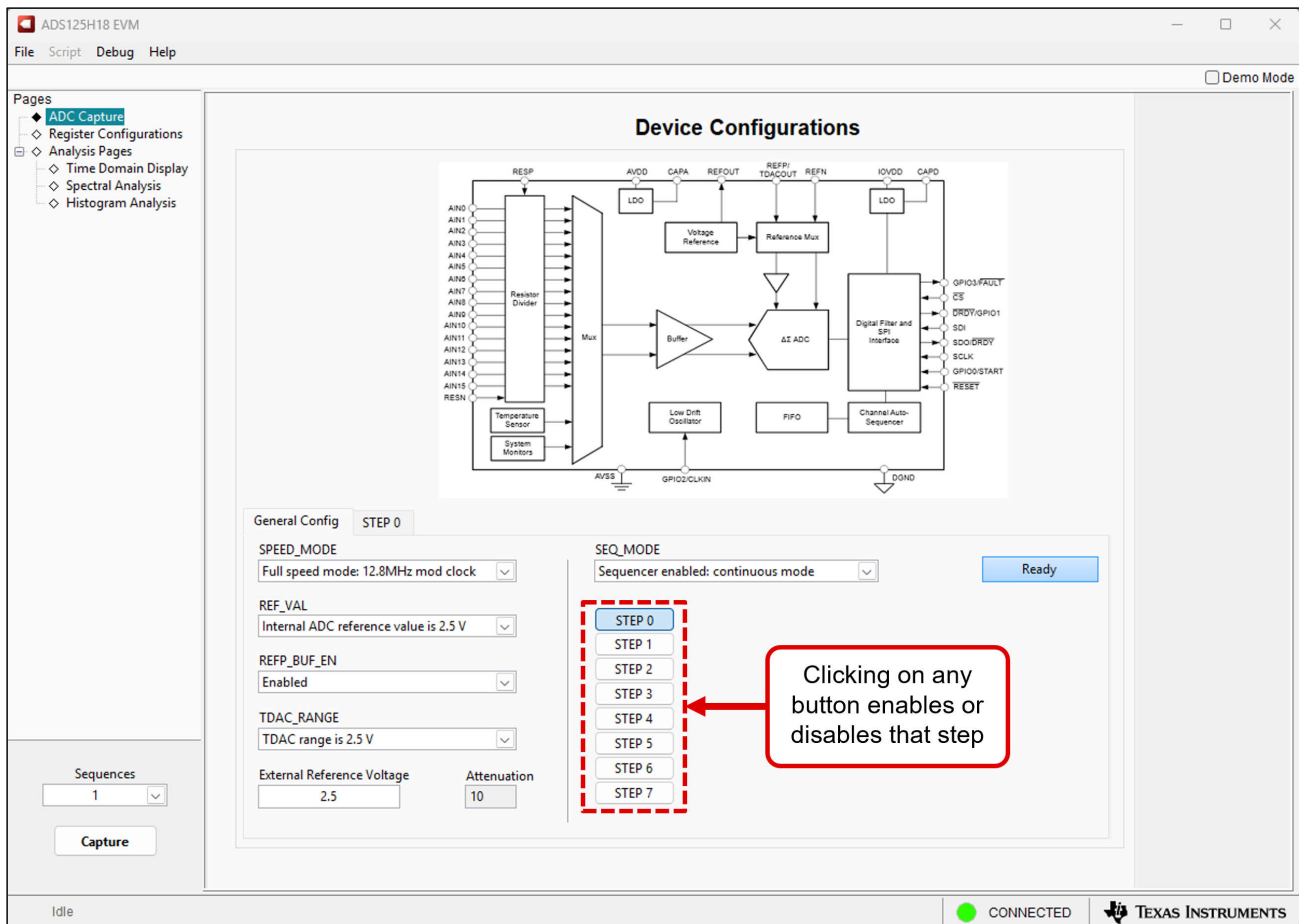 ADS125H18 EVM
File Script Debug Help
Demo Mode
Pages
ADC Capture
Register Configurations
Analysis Pages
Time Domain Display
Spectral Analysis
Histogram Analysis
Device Configurations
RESP
AVDD
CAPA
REFOUT
REFP/
TDACOUT
REFN
IOVDD
CAPD
LDO
LDO
AIN0
AIN1
AIN2
AIN3
AIN4
AIN5
AIN6
AIN7
AIN8
AIN9
AIN10
AIN11
AIN12
AIN13
AIN14
AIN15
RESN
Resistor
Divider
Mux
Voltage
Reference
Reference Mux
Buffer
ΔΣ ADC
Digital Filter and
SPI
Interface
GPIO3/FAULT
CS
DRDY/GPIO1
SDI
SDO/DRDY
SCLK
GPIO0/START
RESET
Temperature
Sensor
System
Monitors
Low Drift
Oscillator
FIFO
Channel Auto-
Sequencer
AVSS
GPIO2/CLKIN
DGND
General Config
STEP 0
SPEED_MODE
Full speed mode: 12.8MHz mod clock
REF_VAL
Internal ADC reference value is 2.5 V
REFP_BUF_EN
Enabled
TDAC_RANGE
TDAC range is 2.5 V
External Reference Voltage
2.5
Attenuation
10
SEQ_MODE
Sequencer enabled: continuous mode
Ready
STEP 0
STEP 1
STEP 2
STEP 3
STEP 4
STEP 5
STEP 6
STEP 7
Clicking on any
button enables or
disables that step
Sequences
1
Capture
Idle
CONNECTED
TEXAS INSTRUMENTS